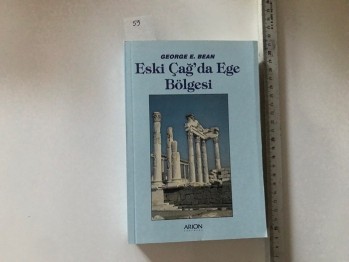 59
GEORGE E. BEAN
Eski Çağ'da Ege
Bölgesi
ARION